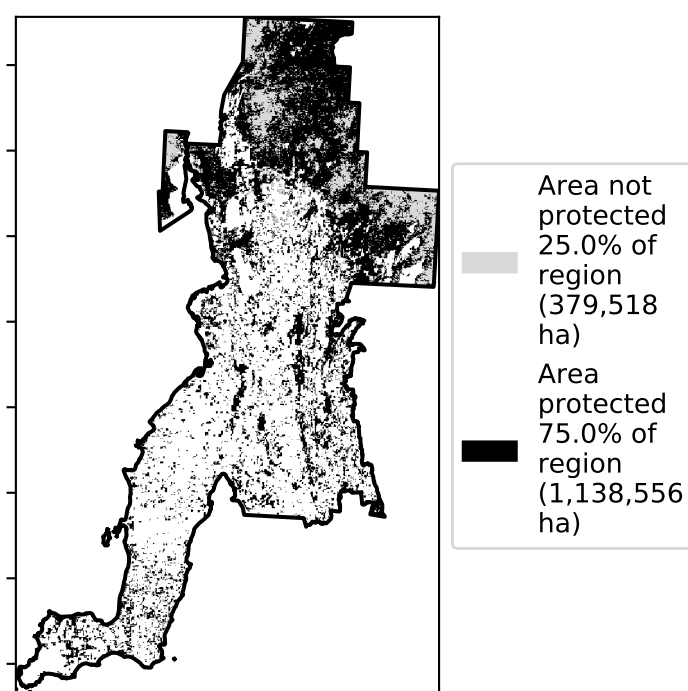 Area not
protected
25.0% of
region
(379,518
ha)
Area
protected
75.0% of
region
(1,138,556
ha)